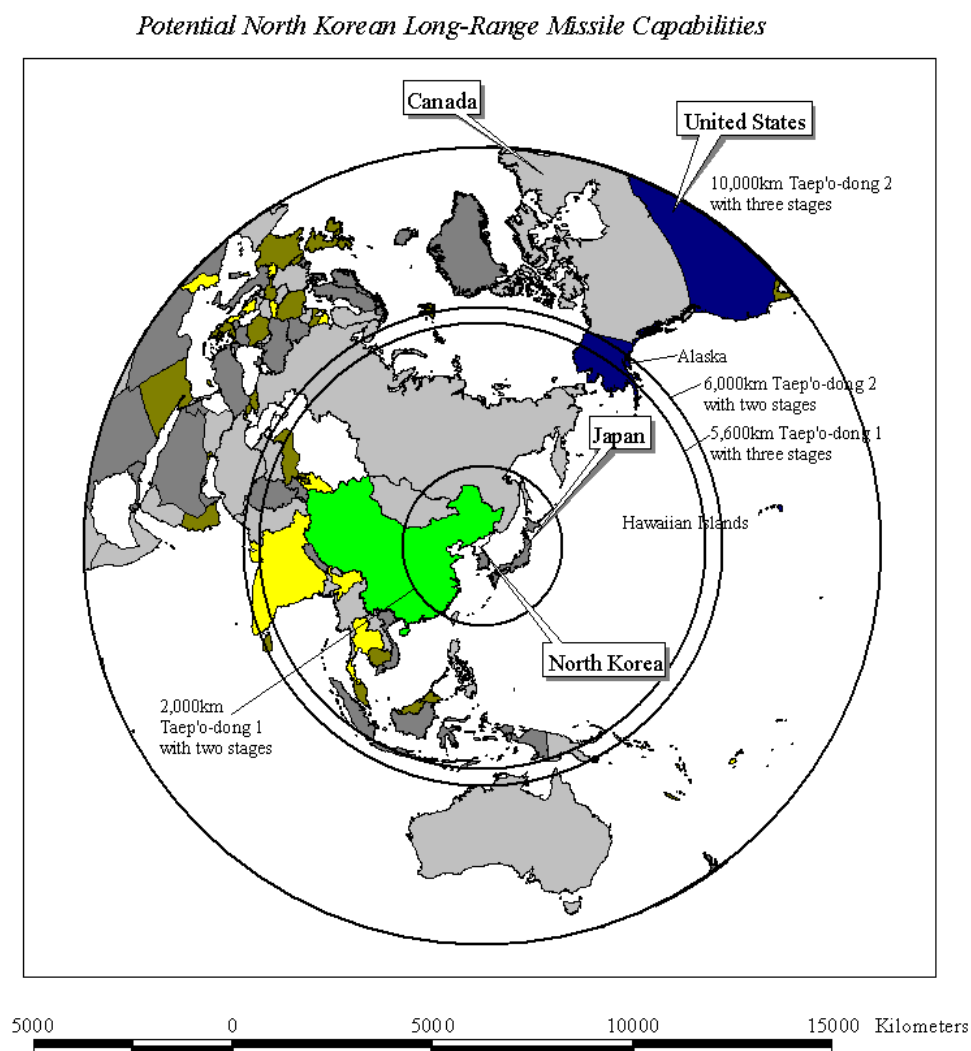 Potential North Korean Long-Range Missile Capabilities
Canada
United States
10,000km Taep'o-dong 2
with three stages
Alaska
6,000km Taep'o-dong 2
with two stages
Japan
5,600km Taep'o-dong 1
with three stages
Hawaiian Islands
North Korea
2,000km
Taep'o-dong 1
with two stages
5000 0 5000 10000 15000 Kilometers